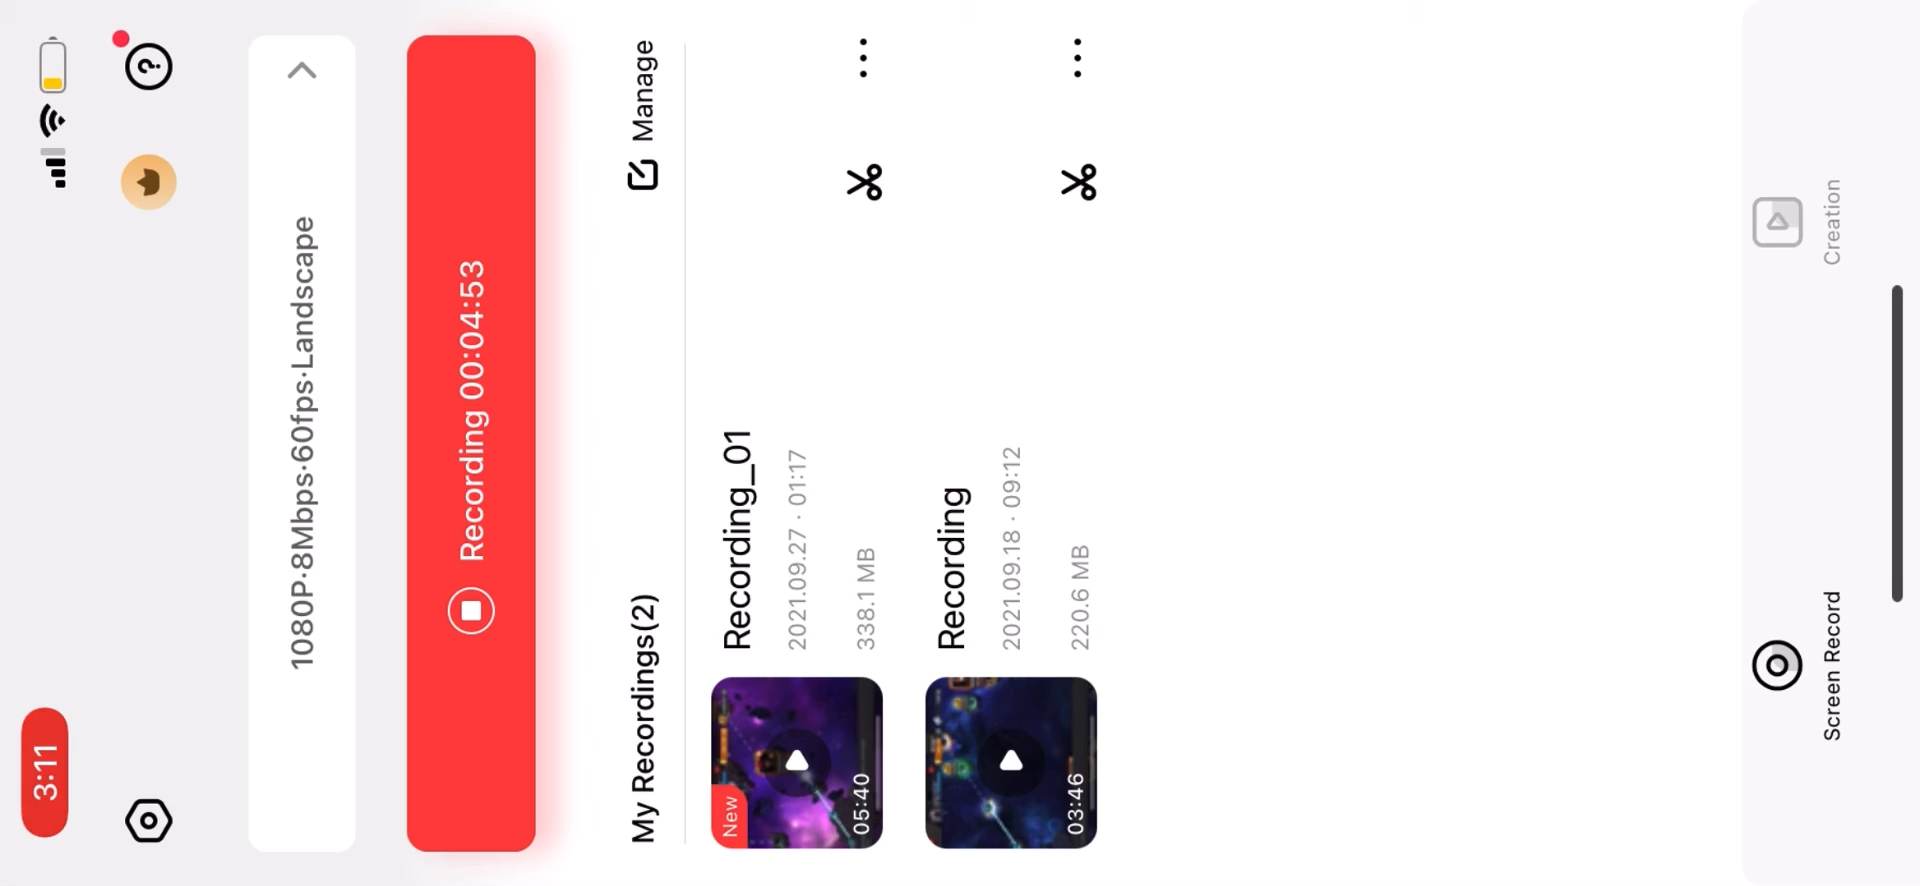 3:11
?
1080P·8Mbps·60fps·Landscape
Recording 00:04:53
My Recordings(2)
Manage
New
05:40
Recording_01
2021.09.27 · 01:17
338.1 MB
03:46
Recording
2021.09.18 · 09:12
220.6 MB
Screen Record
Creation